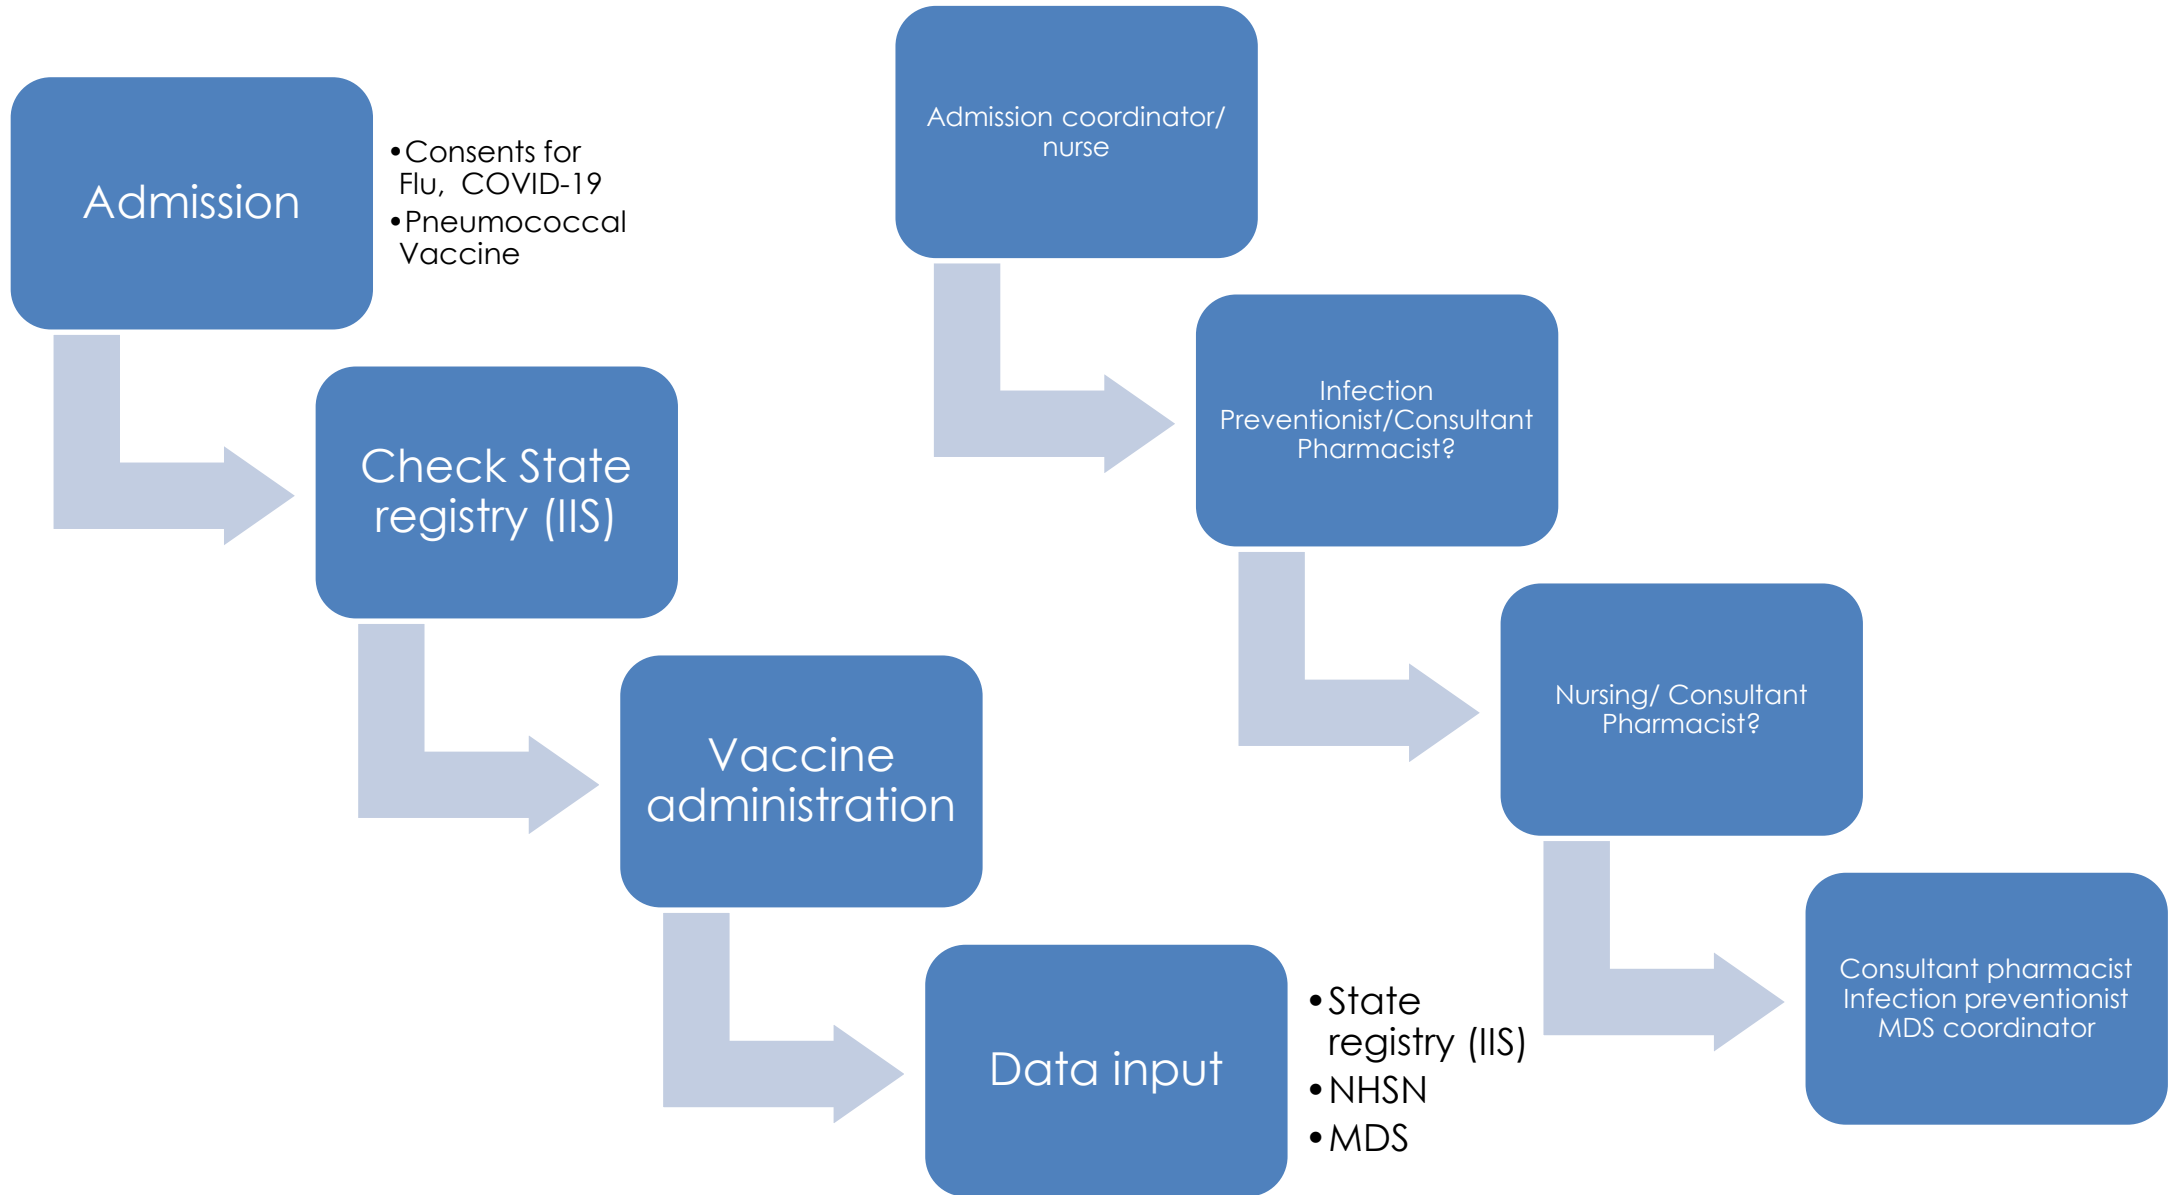 Admission
•Consents for
Flu, COVID-19
•Pneumococcal
Vaccine
Check State
registry (IIS)
Vaccine
administration
Data input
•State
registry (IIS)
•NHSN
•MDS
Admission coordinator/
nurse
Infection
Preventionist/Consultant
Pharmacist?
Nursing/ Consultant
Pharmacist?
Consultant pharmacist
Infection preventionist
MDS coordinator